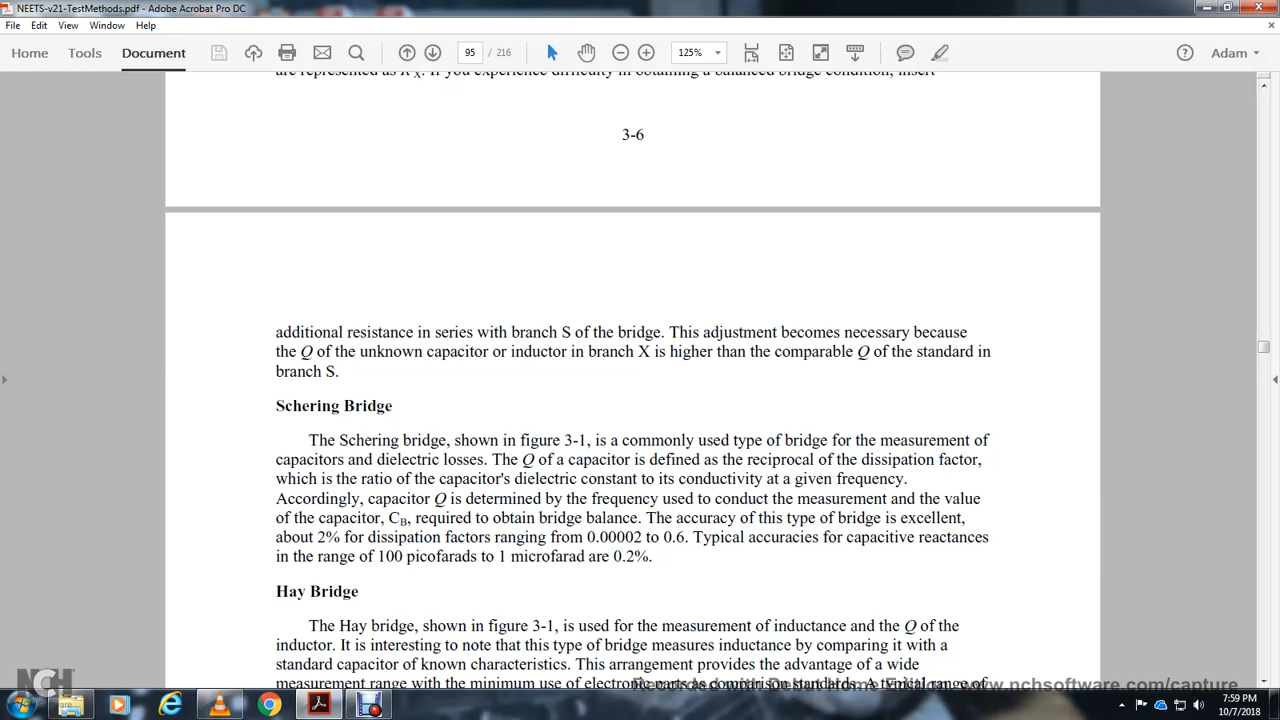 NEETS-v21-TestMethods.pdf - Adobe Acrobat Pro DC
File Edit View Window Help
Home Tools Document 95 / 216 125% Adam
are represented as R X. If you experience difficulty in obtaining a balanced bridge condition, insert
3-6
additional resistance in series with branch S of the bridge. This adjustment becomes necessary because
the Q of the unknown capacitor or inductor in branch X is higher than the comparable Q of the standard in
branch S.
Schering Bridge
The Schering bridge, shown in figure 3-1, is a commonly used type of bridge for the measurement of
capacitors and dielectric losses. The Q of a capacitor is defined as the reciprocal of the dissipation factor,
which is the ratio of the capacitor's dielectric constant to its conductivity at a given frequency.
Accordingly, capacitor Q is determined by the frequency used to conduct the measurement and the value
of the capacitor, CB, required to obtain bridge balance. The accuracy of this type of bridge is excellent,
about 2% for dissipation factors ranging from 0.00002 to 0.6. Typical accuracies for capacitive reactances
in the range of 100 picofarads to 1 microfarad are 0.2%.
Hay Bridge
The Hay bridge, shown in figure 3-1, is used for the measurement of inductance and the Q of the
inductor. It is interesting to note that this type of bridge measures inductance by comparing it with a
standard capacitor of known characteristics. This arrangement provides the advantage of a wide
measurement range with the minimum use of electronic parts as comparison standards. A typical range of
NCH
www.nchsoftware.com/capture
7:59 PM
10/7/2018